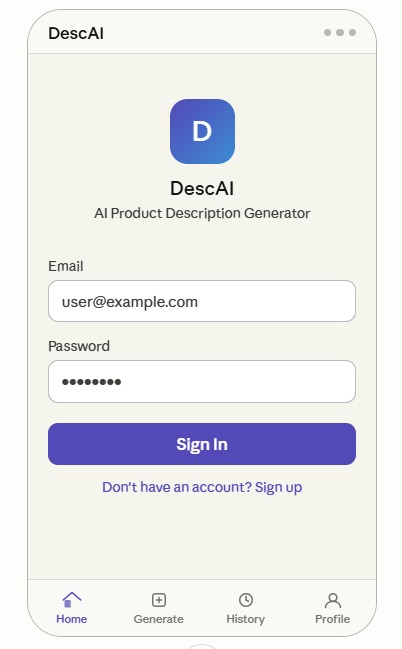 DescAI
D
DescAI
AI Product Description Generator
Email
user@example.com
Password
••••••••
Sign In
Don't have an account? Sign up
Home Generate History Profile